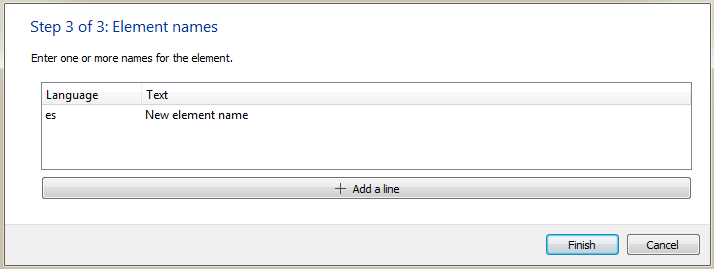 Step 3 of 3: Element names
Enter one or more names for the element.
Language Text
es New element name
+ Add a line
Finish Cancel